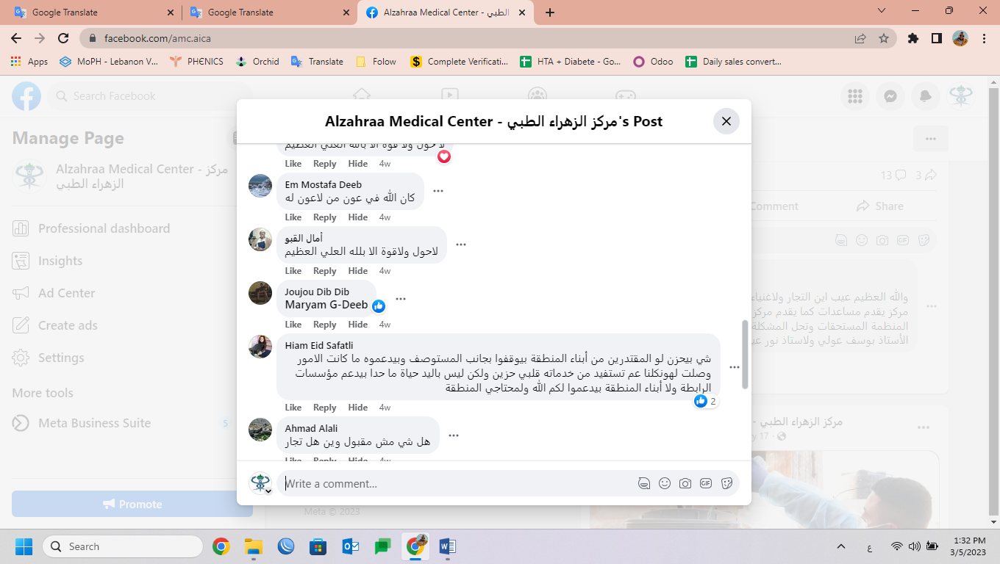 Google Translate
Google Translate
Alzahraa Medical Center - مركز الطبي
facebook.com/amc.aica
Apps
MoPH - Lebanon V...
PHЄNICS
Orchid
Translate
Folow
Complete Verificati...
HTA + Diabete - Go...
Odoo
Daily sales convert...
Search Facebook
Alzahraa Medical Center - مركز الزهراء الطبي's Post
Manage Page
Alzahraa Medical Center - مركز
الزهراء الطبي
Professional dashboard
Insights
Ad Center
Create ads
Settings
More tools
Meta Business Suite
5
Promote
لاحول ولا قوة الا بالله العلي العظيم
Like Reply Hide 4w
Em Mostafa Deeb
كان الله في عون من لاعون له
Like Reply Hide 4w
أمال القبو
لاحول ولاقوة الا بلله العلي العظيم
Like Reply Hide 4w
Joujou Dib Dib
Maryam G-Deeb
Like Reply Hide 4w
Hiam Eid Safatli
شي بيحزن لو المقتدرين من أبناء المنطقة بيوقفوا بجانب المستوصف وبيدعموه ما كانت الامور
وصلت لهونكلنا عم تستفيد من خدماته قلبي حزين ولكن ليس باليد حياة ما حدا بيدعم مؤسسات
الرابطة ولا أبناء المنطقة بيدعموا لكم الله ولمحتاجي المنطقة
2
Like Reply Hide 4w
Ahmad Alali
هل شي مش مقبول وين هل تجار
Like Reply Hide 4w
Write a comment...
GIF
Meta © 2023
13 3
Comment Share
GIF
والله العظيم عيب اين التجار ولاغنياء
مركز يقدم مساعدات كما يقدم مركز
المنظمة المستحقات وتحل المشكلة
الأستاذ يوسف عولي ولاستاذ نور
مركز الزهراء الطبي -
17
Search
ع
1:32 PM
3/5/2023